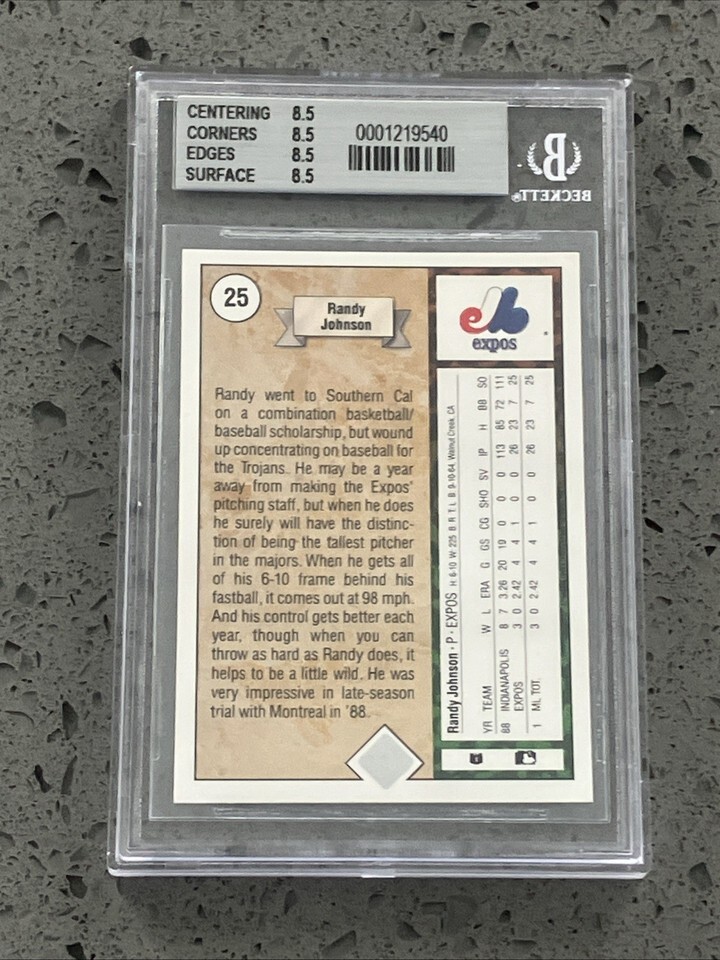 CENTERING 8.5
CORNERS 8.5
EDGES 8.5
SURFACE 8.5
0001219540
BECKETT
25
Randy
Johnson
expos
Randy went to Southern Cal
on a combination basketball/
baseball scholarship, but wound
up concentrating on baseball for
the Trojans. He may be a year
away from making the Expos'
pitching staff, but when he does
he surely will have the distinc-
tion of being the tallest pitcher
in the majors. When he gets all
of his 6-10 frame behind his
fastball, it comes out at 98 mph.
And his control gets better each
year, though when you can
throw as hard as Randy does, it
helps to be a little wild. He was
very impressive in late-season
trial with Montreal in '88.
Randy Johnson • P • EXPOS H: 6-10 W: 225 B: R T: L B: 9-10-64, Walnut Creek, CA
YR TEAM W L ERA G GS CG SHO SV IP H BB SO
88 INDIANAPOLIS 8 7 3.26 20 19 0 0 0 113 85 72 111
EXPOS 3 0 2.42 4 4 1 0 0 26 23 7 25
1 ML TOT. 3 0 2.42 4 4 1 0 0 26 23 7 25